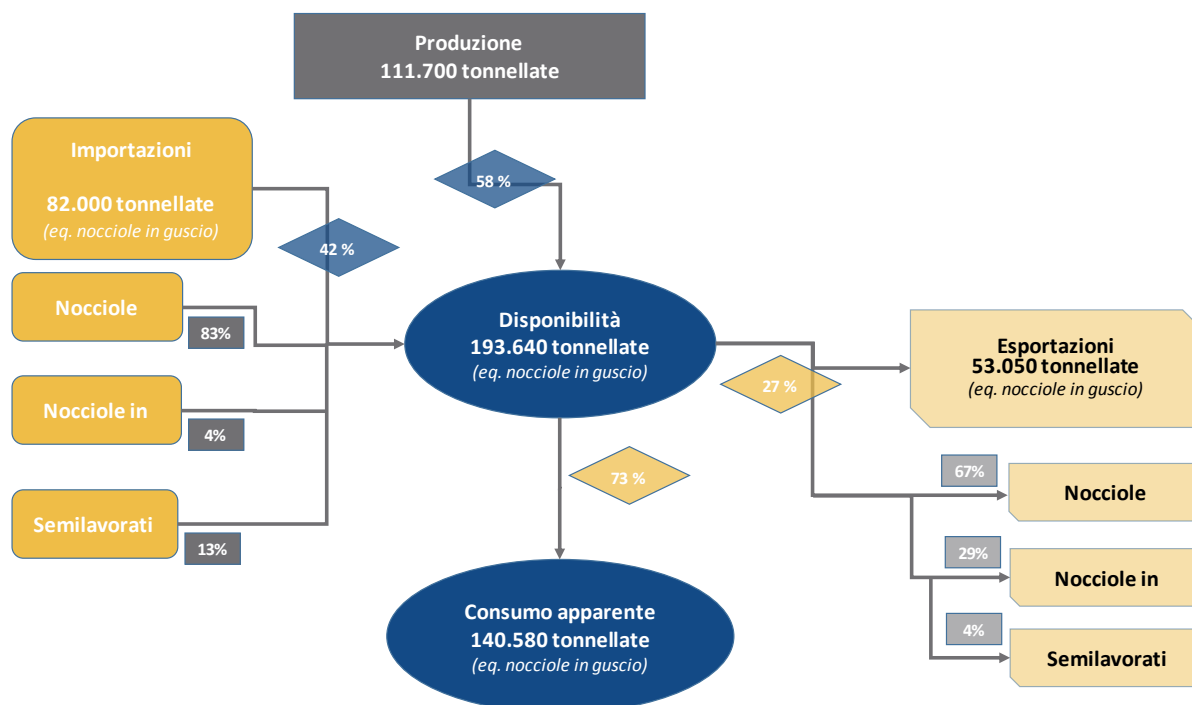 Produzione
111.700 tonnellate
Importazioni
82.000 tonnellate
(eq. nocciole in guscio)
58 %
42 %
Nocciole
83%
Nocciole in
4%
Semilavorati
13%
Disponibilità
193.640 tonnellate
(eq. nocciole in guscio)
27 %
73 %
Esportazioni
53.050 tonnellate
(eq. nocciole in guscio)
67%
Nocciole
29%
Nocciole in
4%
Semilavorati
Consumo apparente
140.580 tonnellate
(eq. nocciole in guscio)